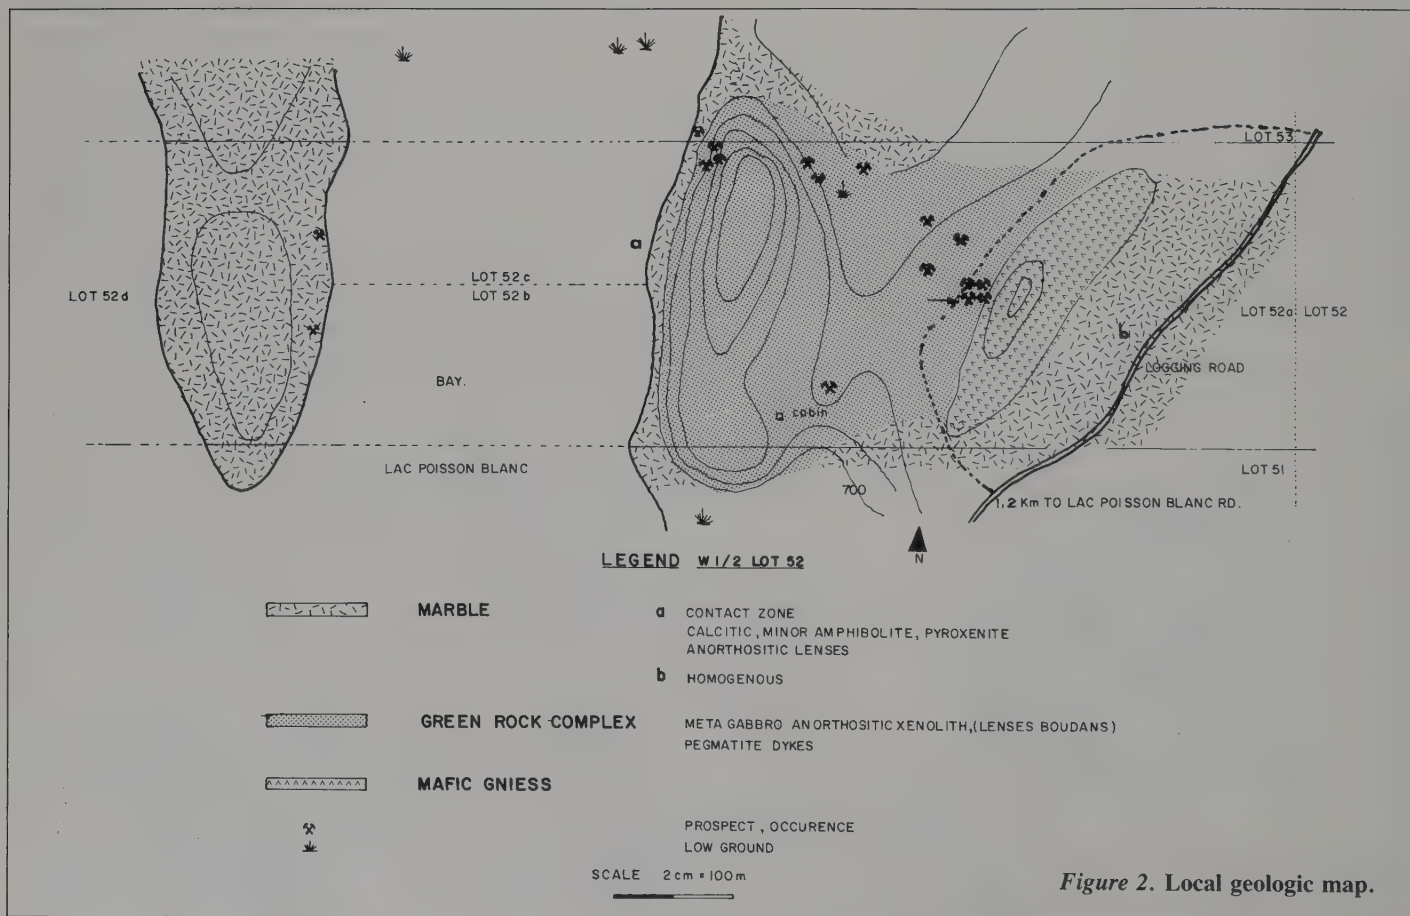 LOT 53
a
LOT 52c
LOT 52d
LOT 52b
LOT 52a LOT 52
b
LOGGING ROAD
BAY.
cabin
LAC POISSON BLANC
LOT 51
700
1.2 Km TO LAC POISSON BLANC RD.
N
LEGEND W 1/2 LOT 52
MARBLE
a CONTACT ZONE
CALCITIC, MINOR AMPHIBOLITE, PYROXENITE
ANORTHOSITIC LENSES
b HOMOGENOUS
GREEN ROCK COMPLEX
META GABBRO ANORTHOSITIC XENOLITH,(LENSES BOUDANS)
PEGMATITE DYKES
MAFIC GNIESS
PROSPECT, OCCURENCE
LOW GROUND
SCALE 2cm = 100m
Figure 2. Local geologic map.